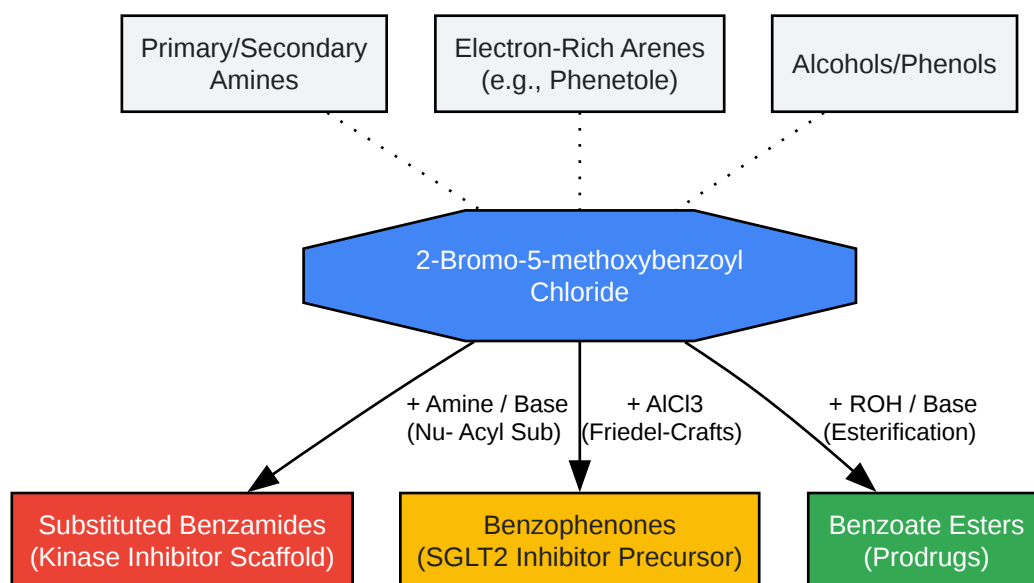 Primary/Secondary
Amines
Electron-Rich Arenes
(e.g., Phenetole)
Alcohols/Phenols
2-Bromo-5-methoxybenzoyl
Chloride
+ Amine / Base
(Nu- Acyl Sub)
+ AlCl3
(Friedel-Crafts)
+ ROH / Base
(Esterification)
Substituted Benzamides
(Kinase Inhibitor Scaffold)
Benzophenones
(SGLT2 Inhibitor Precursor)
Benzoate Esters
(Prodrugs)